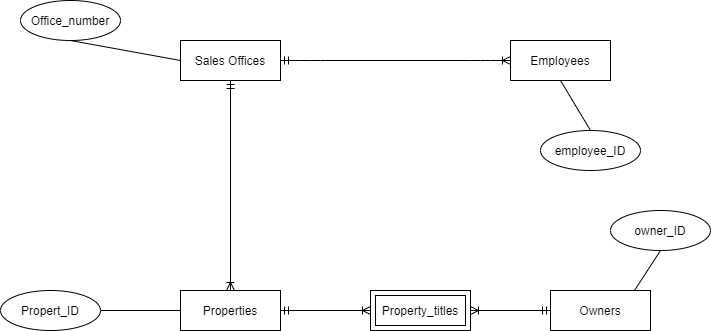 Office_number
Sales Offices
Employees
employee_ID
owner_ID
Propert_ID
Properties
Property_titles
Owners